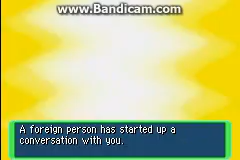 www.Bandicam.com
A foreign person has started up a
conversation with you.